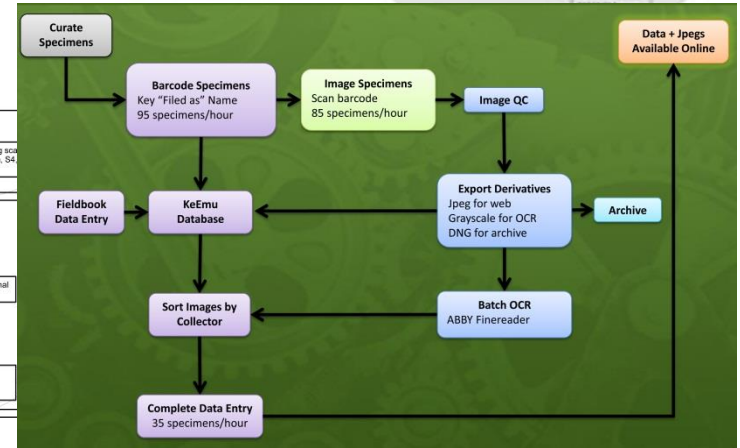 Curate
Specimens
Data + Jpegs
Available Online
Barcode Specimens
Key "Filed as" Name
95 specimens/hour
Image Specimens
Scan barcode
85 specimens/hour
Image QC
Fieldbook
Data Entry
KeEmu
Database
Export Derivatives
Jpeg for web
Grayscale for OCR
DNG for archive
Archive
Sort Images by
Collector
Batch OCR
ABBY Finereader
Complete Data Entry
35 specimens/hour